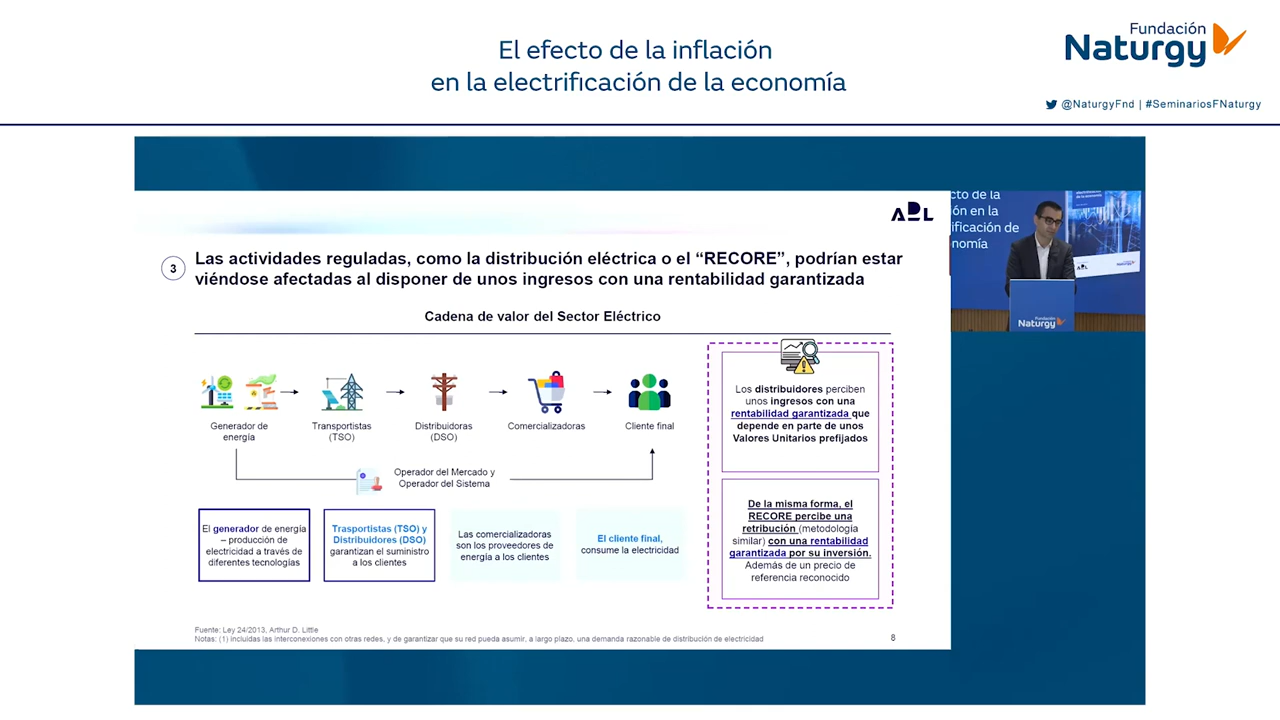 El efecto de la inflación
en la electrificación de la economía
Fundación
Naturgy
@NaturgyFnd | #SeminariosFNaturgy
ADL
3
Las actividades reguladas, como la distribución eléctrica o el “RECORE”, podrían estar
viéndose afectadas al disponer de unos ingresos con una rentabilidad garantizada
Cadena de valor del Sector Eléctrico
Generador de
energía
Transportistas
(TSO)
Distribuidoras
(DSO)
Comercializadoras
Cliente final
Operador del Mercado y
Operador del Sistema
El generador de energía
– producción de
electricidad a través de
diferentes tecnologías
Trasportistas (TSO) y
Distribuidores (DSO)
garantizan el suministro
a los clientes
Las comercializadoras
son los proveedores de
energía a los clientes
El cliente final,
consume la electricidad
Los distribuidores perciben
unos ingresos con una
rentabilidad garantizada que
depende en parte de unos
Valores Unitarios prefijados
De la misma forma, el
RECORE percibe una
retribución (metodología
similar) con una rentabilidad
garantizada por su inversión.
Además de un precio de
referencia reconocido
Fuente: Ley 24/2013, Arthur D. Little
Notas: (1) incluidas las interconexiones con otras redes, y de garantizar que su red pueda asumir, a largo plazo, una demanda razonable de distribución de electricidad
8
cto de la
ión en la
ificación de
nomía
ADL
Fundación
Naturgy